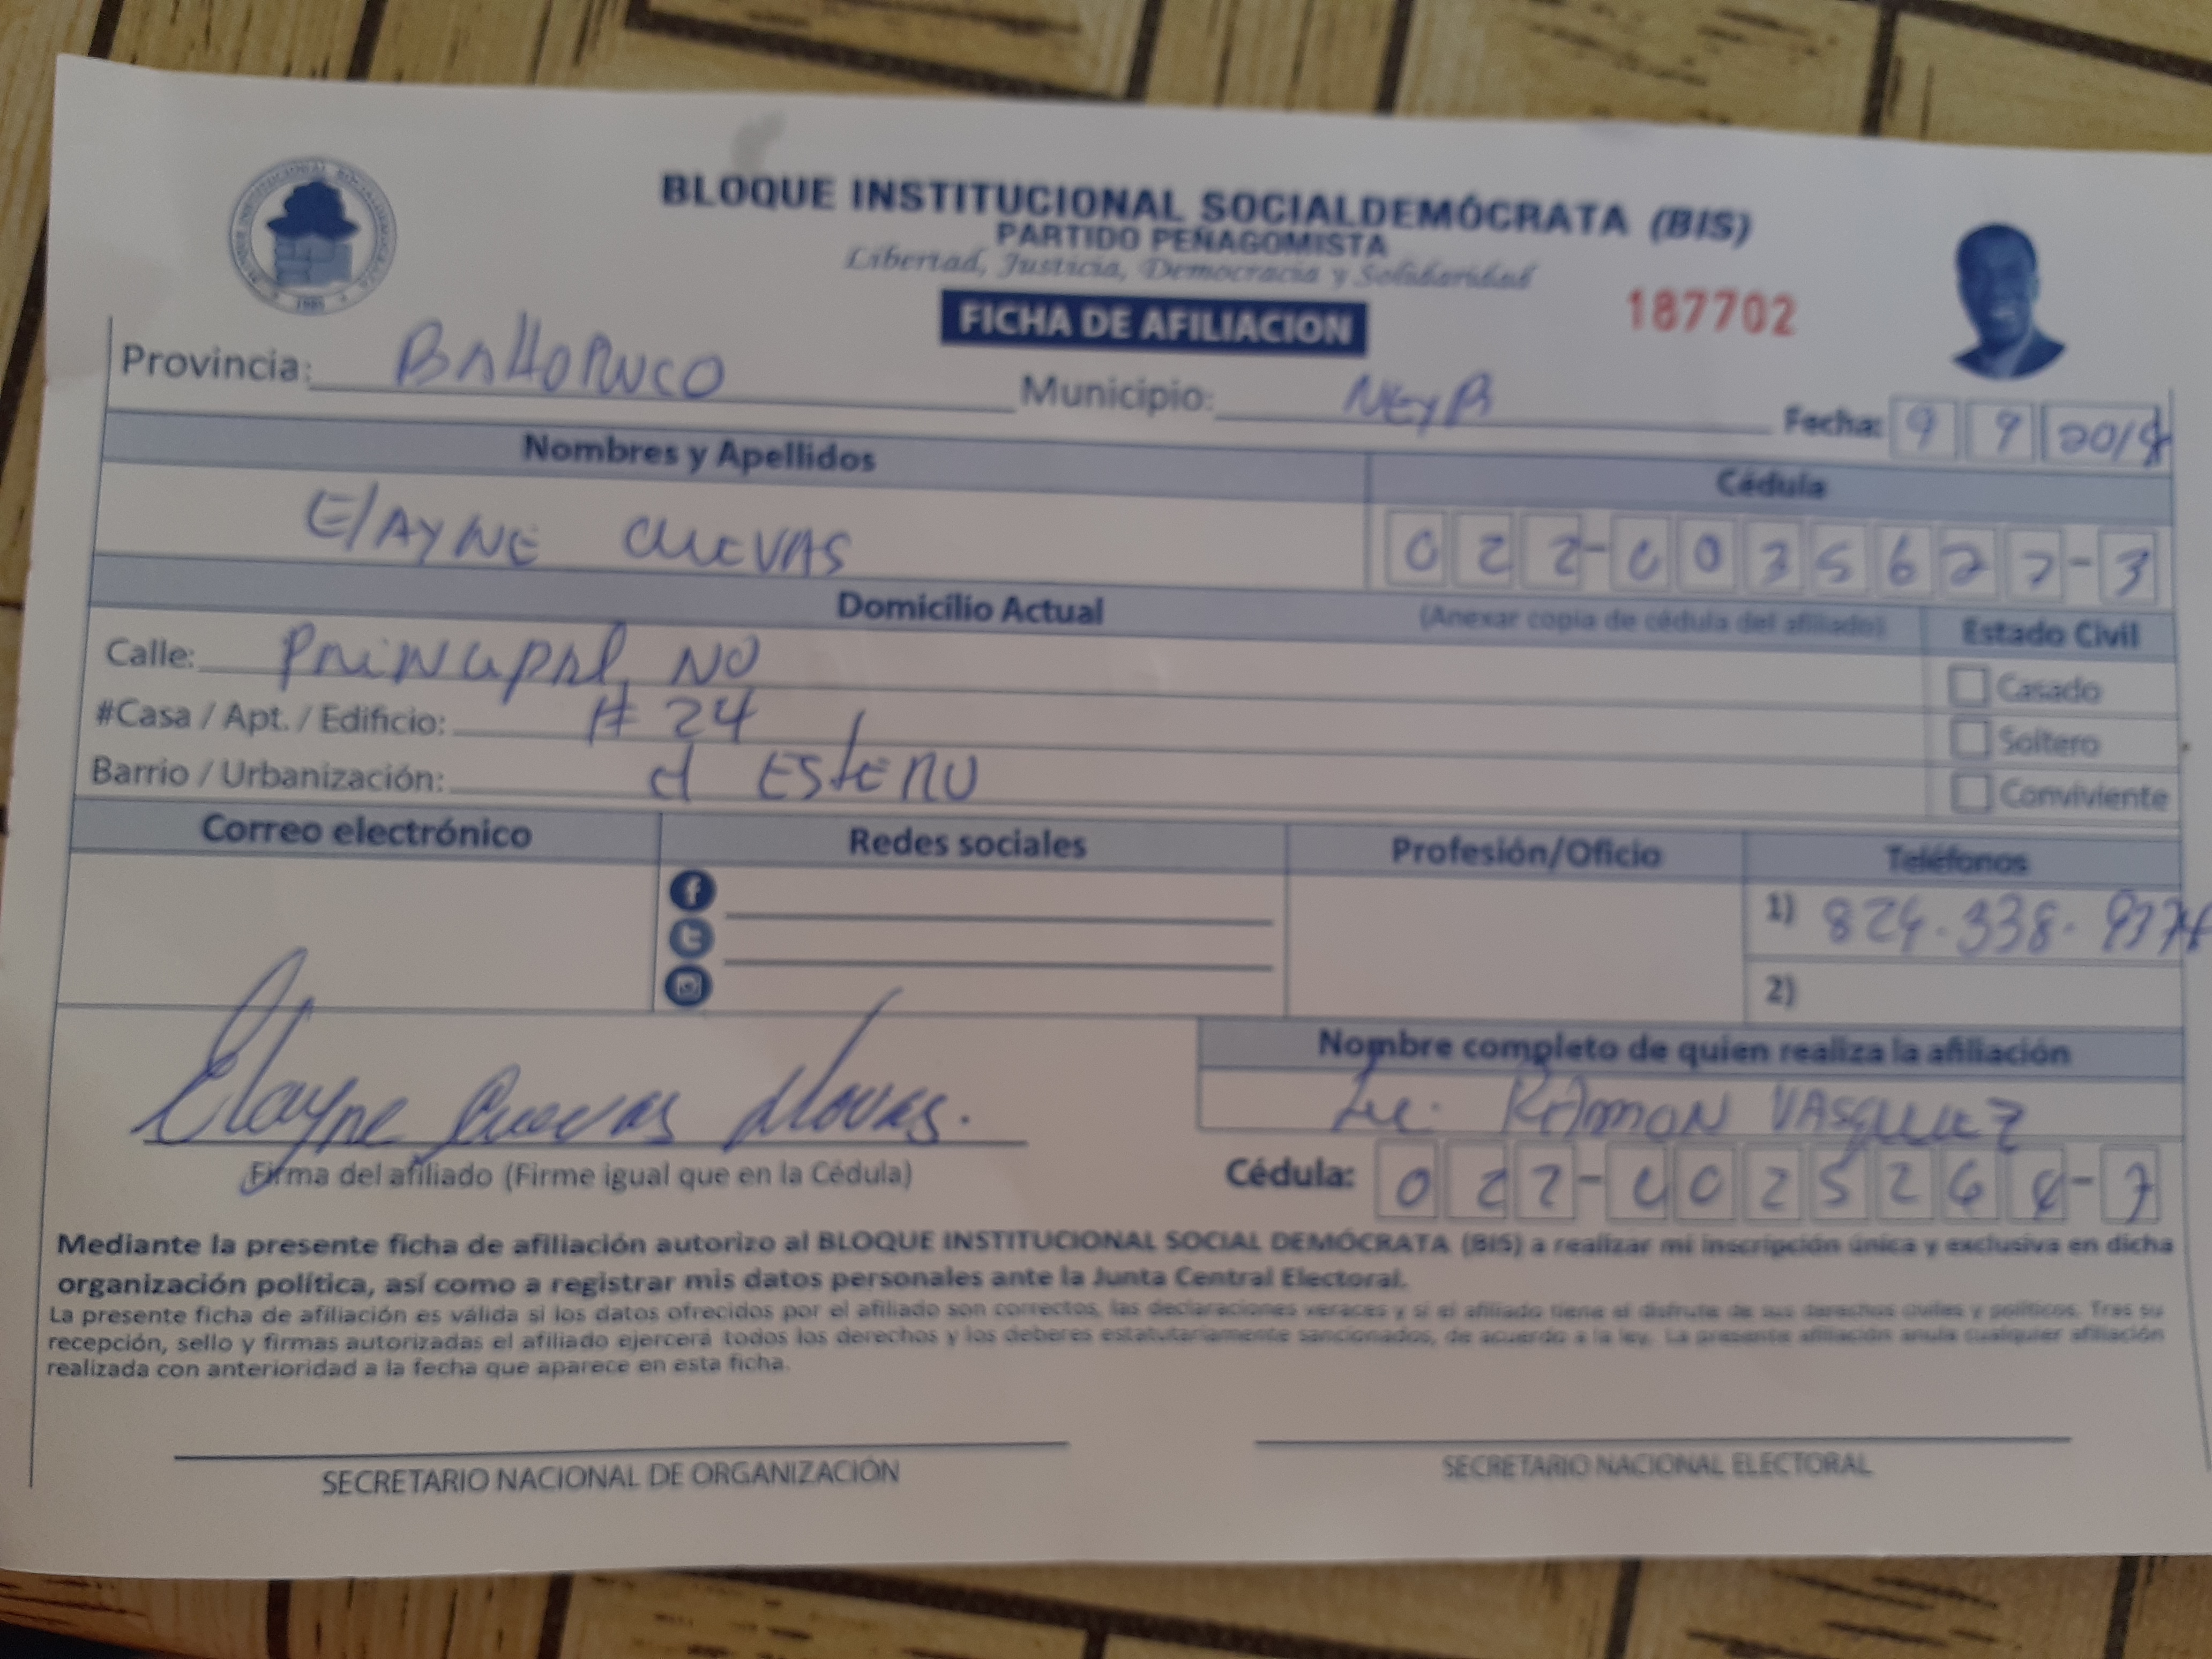 BLOQUE INSTITUCIONAL SOCIALDEMÓCRATA (BIS)
PARTIDO PEÑAGOMISTA
Libertad, Justicia, Democracia y Solidaridad
FICHA DE AFILIACION
187702
Provincia: BAHORUCO Municipio: NEyB Fecha: 9 9 2018
Nombres y Apellidos Cédula
ElAYNE CUEVAS 022-0035627-3
Domicilio Actual (Anexar copia de cédula del afiliado) Estado Civil
Calle: PRINCIPAL NO Casado
#Casa / Apt. / Edificio: # 24 Soltero
Barrio / Urbanización: el EStERO Conviviente
Correo electrónico Redes sociales Profesión/Oficio Teléfonos
1) 829-338-
2)
Nombre completo de quien realiza la afiliación
Lic. RAMON VASQUEZ
Elayne Cuevas Novas.
Firma del afiliado (Firme igual que en la Cédula)
Cédula: 022-002526
Mediante la presente ficha de afiliación autorizo al BLOQUE INSTITUCIONAL SOCIAL DEMÓCRATA (BIS) a realizar mi inscripción única y exclusiva en dicha
organización política, así como a registrar mis datos personales ante la Junta Central Electoral.
La presente ficha de afiliación es válida si los datos ofrecidos por el afiliado son correctos, las declaraciones veraces y si el afiliado tiene el disfrute de sus derechos civiles y políticos. Tras su
recepción, sello y firmas autorizadas el afiliado ejercerá todos los derechos y los deberes estatutariamente sancionados, de acuerdo a la ley. La presente afiliación anula cualquier afiliación
realizada con anterioridad a la fecha que aparece en esta ficha.
SECRETARIO NACIONAL DE ORGANIZACIÓN SECRETARIO NACIONAL ELECTORAL